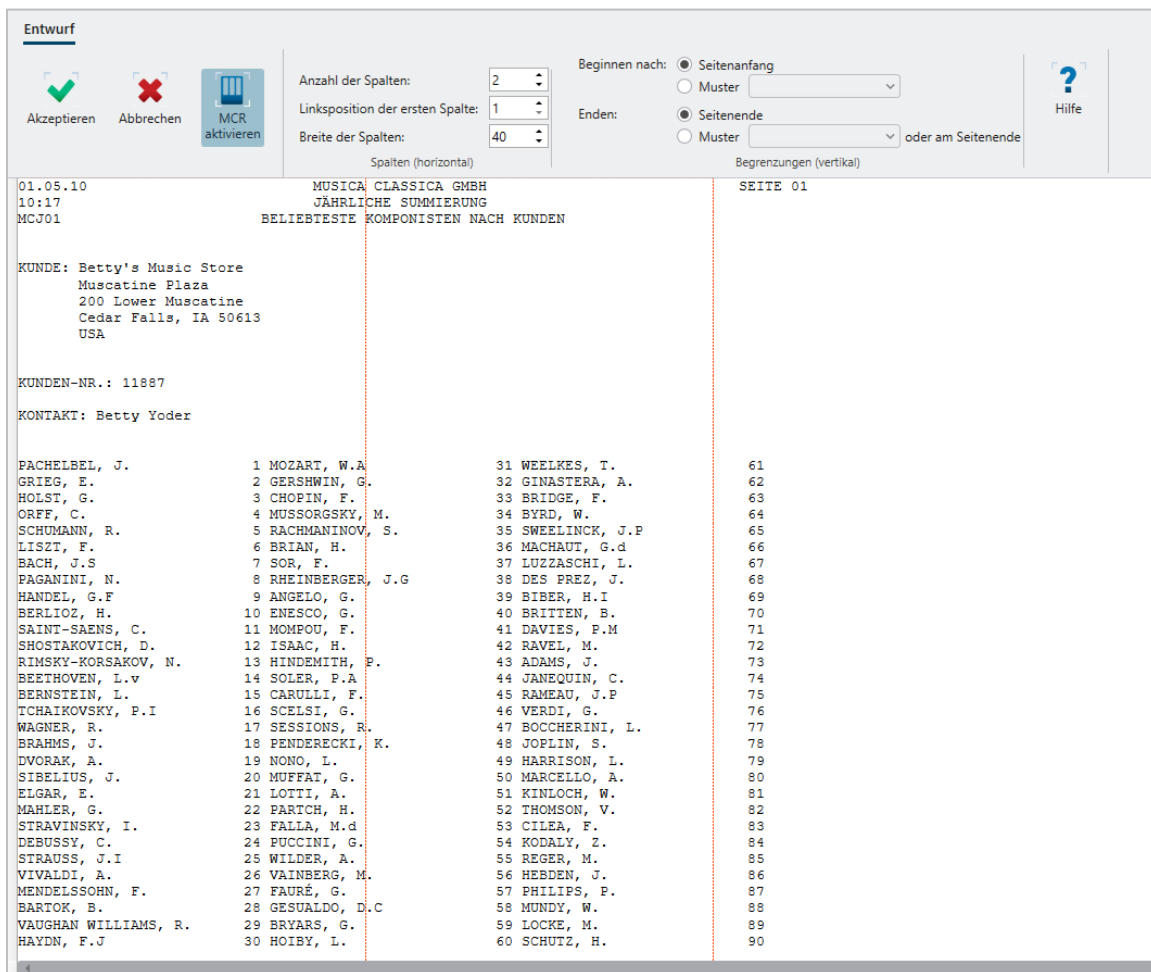 Entwurf
Akzeptieren
Abbrechen
MCR
aktivieren
Anzahl der Spalten: 2
Linksposition der ersten Spalte: 1
Breite der Spalten: 40
Spalten (horizontal)
Beginnen nach: Seitenanfang
Muster
Enden: Seitenende
Muster oder am Seitenende
Begrenzungen (vertikal)
?
Hilfe
01.05.10 MUSICA CLASSICA GMBH SEITE 01
10:17 JÄHRLICHE SUMMIERUNG
MCJ01 BELIEBTESTE KOMPONISTEN NACH KUNDEN
KUNDE: Betty's Music Store
Muscatine Plaza
200 Lower Muscatine
Cedar Falls, IA 50613
USA
KUNDEN-NR.: 11887
KONTAKT: Betty Yoder
PACHELBEL, J. 1 MOZART, W.A 31 WEELKES, T. 61
GRIEG, E. 2 GERSHWIN, G. 32 GINASTERA, A. 62
HOLST, G. 3 CHOPIN, F. 33 BRIDGE, F. 63
ORFF, C. 4 MUSSORGSKY, M. 34 BYRD, W. 64
SCHUMANN, R. 5 RACHMANINOV, S. 35 SWEELINCK, J.P 65
LISZT, F. 6 BRIAN, H. 36 MACHAUT, G.d 66
BACH, J.S 7 SOR, F. 37 LUZZASCHI, L. 67
PAGANINI, N. 8 RHEINBERGER, J.G 38 DES PREZ, J. 68
HANDEL, G.F 9 ANGELO, G. 39 BIBER, H.I 69
BERLIOZ, H. 10 ENESCO, G. 40 BRITTEN, B. 70
SAINT-SAENS, C. 11 MOMPOU, F. 41 DAVIES, P.M 71
SHOSTAKOVICH, D. 12 ISAAC, H. 42 RAVEL, M. 72
RIMSKY-KORSAKOV, N. 13 HINDEMITH, P. 43 ADAMS, J. 73
BEETHOVEN, L.v 14 SOLER, P.A 44 JANEQUIN, C. 74
BERNSTEIN, L. 15 CARULLI, F. 45 RAMEAU, J.P 75
TCHAIKOVSKY, P.I 16 SCELSI, G. 46 VERDI, G. 76
WAGNER, R. 17 SESSIONS, R. 47 BOCCHERINI, L. 77
BRAHMS, J. 18 PENDERECKI, K. 48 JOPLIN, S. 78
DVORAK, A. 19 NONO, L. 49 HARRISON, L. 79
SIBELIUS, J. 20 MUFFAT, G. 50 MARCELLO, A. 80
ELGAR, E. 21 LOTTI, A. 51 KINLOCH, W. 81
MAHLER, G. 22 PARTCH, H. 52 THOMSON, V. 82
STRAVINSKY, I. 23 FALLA, M.d 53 CILEA, F. 83
DEBUSSY, C. 24 PUCCINI, G. 54 KODALY, Z. 84
STRAUSS, J.I 25 WILDER, A. 55 REGER, M. 85
VIVALDI, A. 26 VAINBERG, M. 56 HEBDEN, J. 86
MENDELSSOHN, F. 27 FAURÉ, G. 57 PHILIPS, P. 87
BARTOK, B. 28 GESUALDO, D.C 58 MUNDY, W. 88
VAUGHAN WILLIAMS, R. 29 BRYARS, G. 59 LOCKE, M. 89
HAYDN, F.J 30 HOIBY, L. 60 SCHUTZ, H. 90